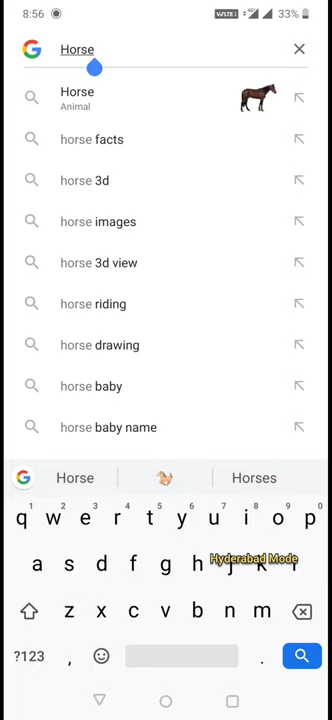 8:56 VoLTE 4G 33%
Horse
Horse
Animal
horse facts
horse 3d
horse images
horse 3d view
horse riding
horse drawing
horse baby
horse baby name
Horse Horses
1 2 3 4 5 6 7 8 9 0
q w e r t y u i o p
a s d f g h j k l
Hyderabad Mode
z x c v b n m
?123 , .